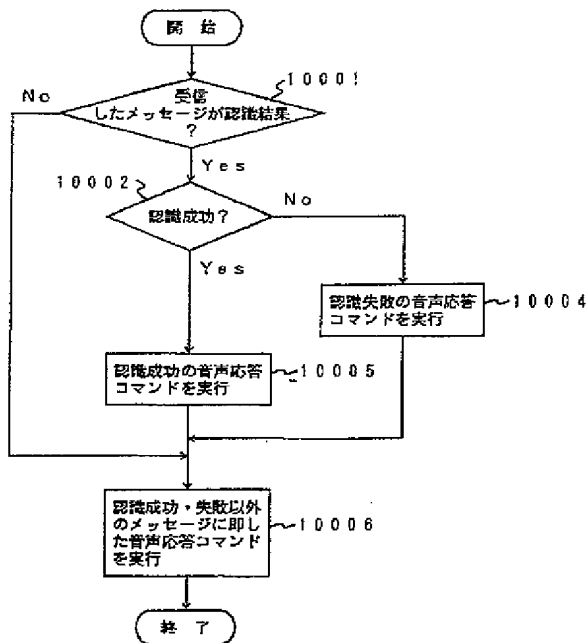 開 始
10001
No
受信
したメッセージが認識結果
?
Yes
10002
認識成功?
No
Yes
認識失敗の音声応答
コマンドを実行
10004
認識成功の音声応答
コマンドを実行
10005
認識成功・失敗以外
のメッセージに即し
た音声応答コマンド
を実行
10006
終 了